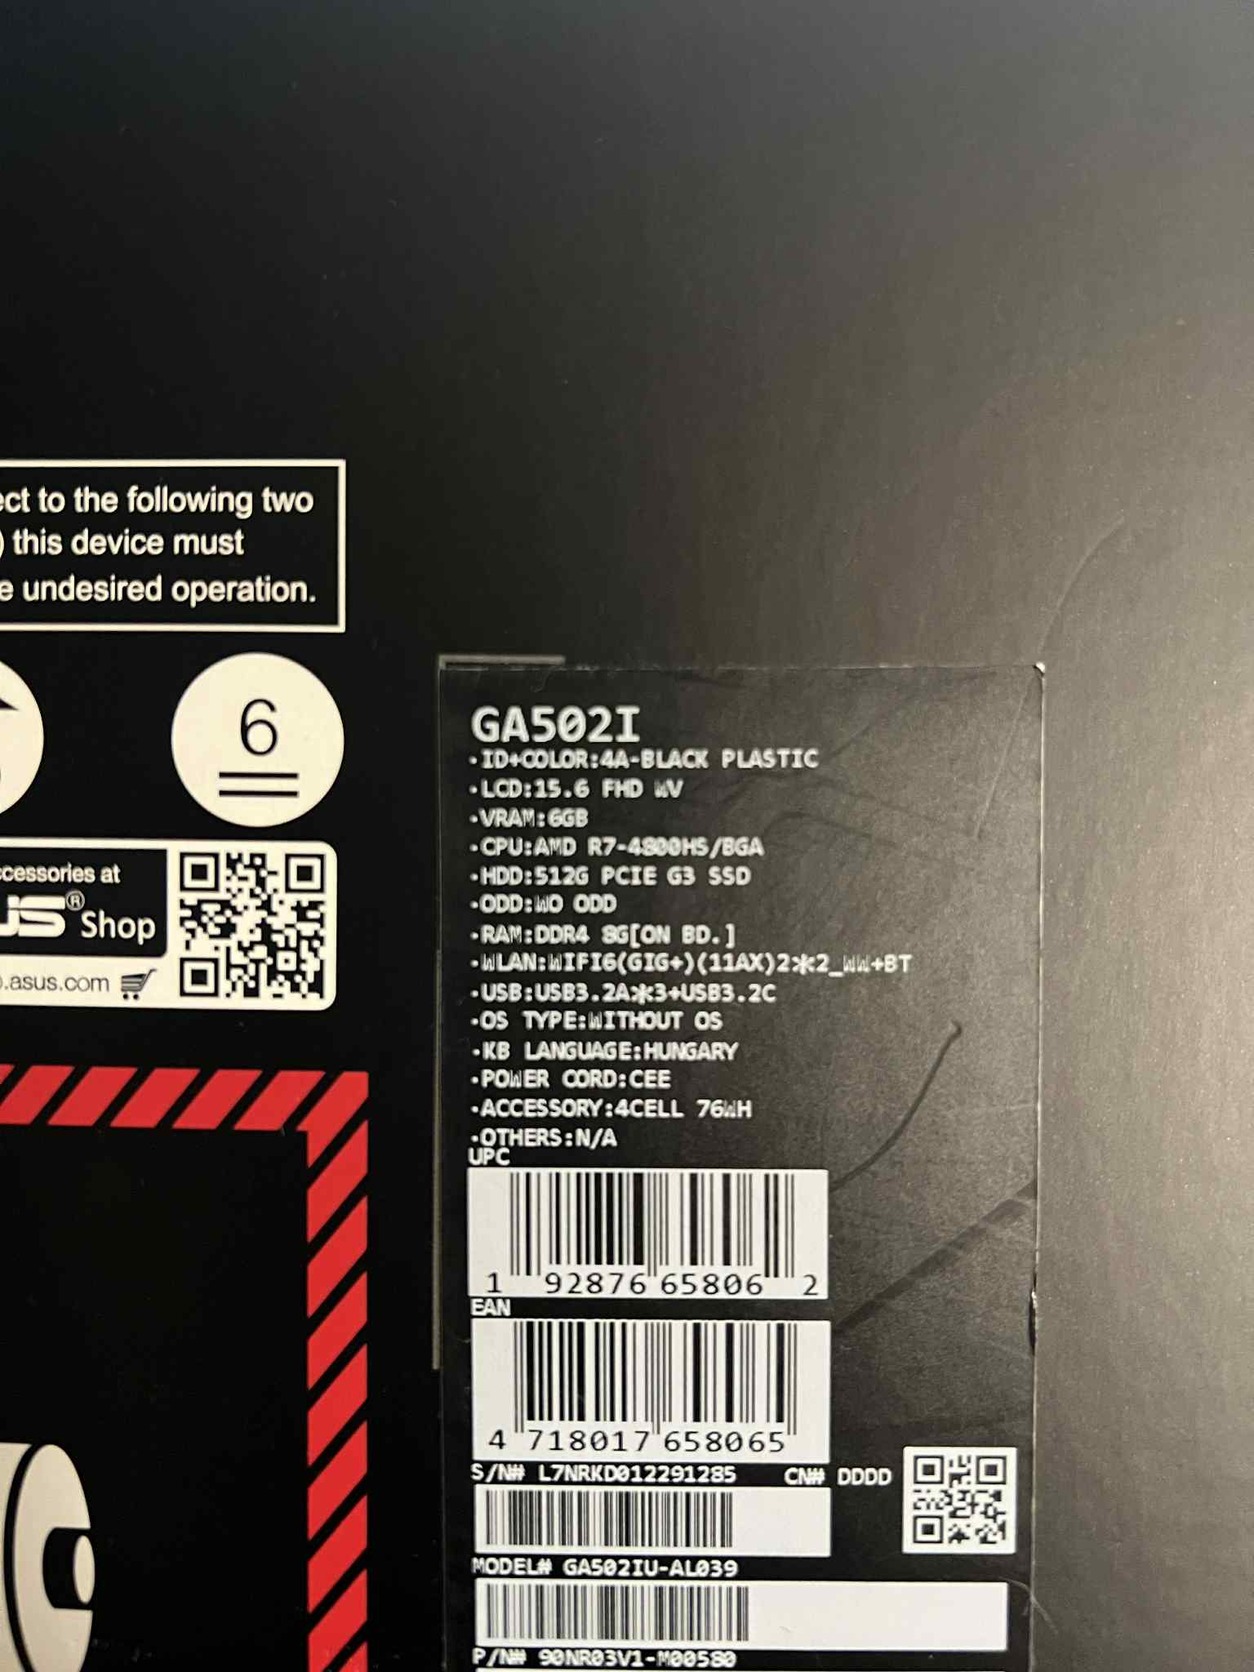 ect to the following two
) this device must
e undesired operation.
6
ccessories at
US® Shop
.asus.com
GA502I
·ID+COLOR:4A-BLACK PLASTIC
·LCD:15.6 FHD WV
·VRAM:6GB
·CPU:AMD R7-4800HS/BGA
·HDD:512G PCIE G3 SSD
·ODD:WO ODD
·RAM:DDR4 8G[ON BD.]
·WLAN:WIFI6(GIG+)(11AX)2*2_WW+BT
·USB:USB3.2A*3+USB3.2C
·OS TYPE:WITHOUT OS
·KB LANGUAGE:HUNGARY
·POWER CORD:CEE
·ACCESSORY:4CELL 76WH
·OTHERS:N/A
UPC
1 92876 65806 2
EAN
4 718017 658065
S/N# L7NRKD012291285 CN# DDDD
MODEL# GA502IU-AL039
P/N# 90NR03V1-M00580